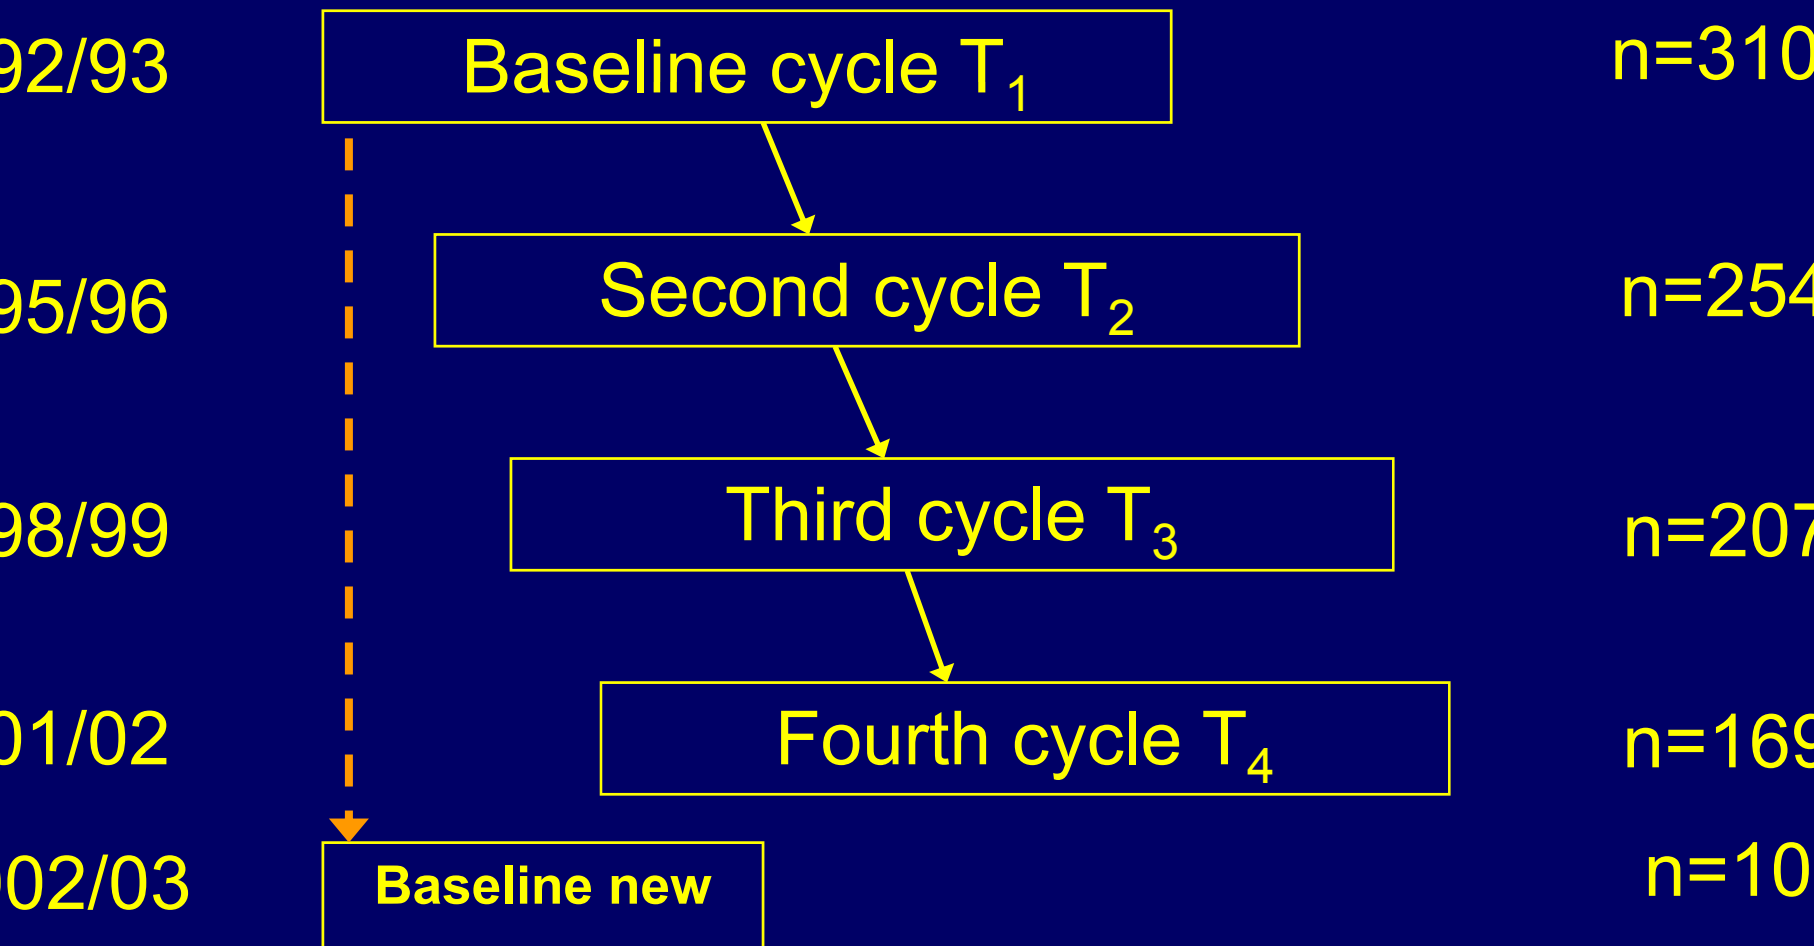 92/93 Baseline cycle T₁ n=310
95/96 Second cycle T₂ n=254
98/99 Third cycle T₃ n=207
01/02 Fourth cycle T₄ n=169
02/03 Baseline new n=10